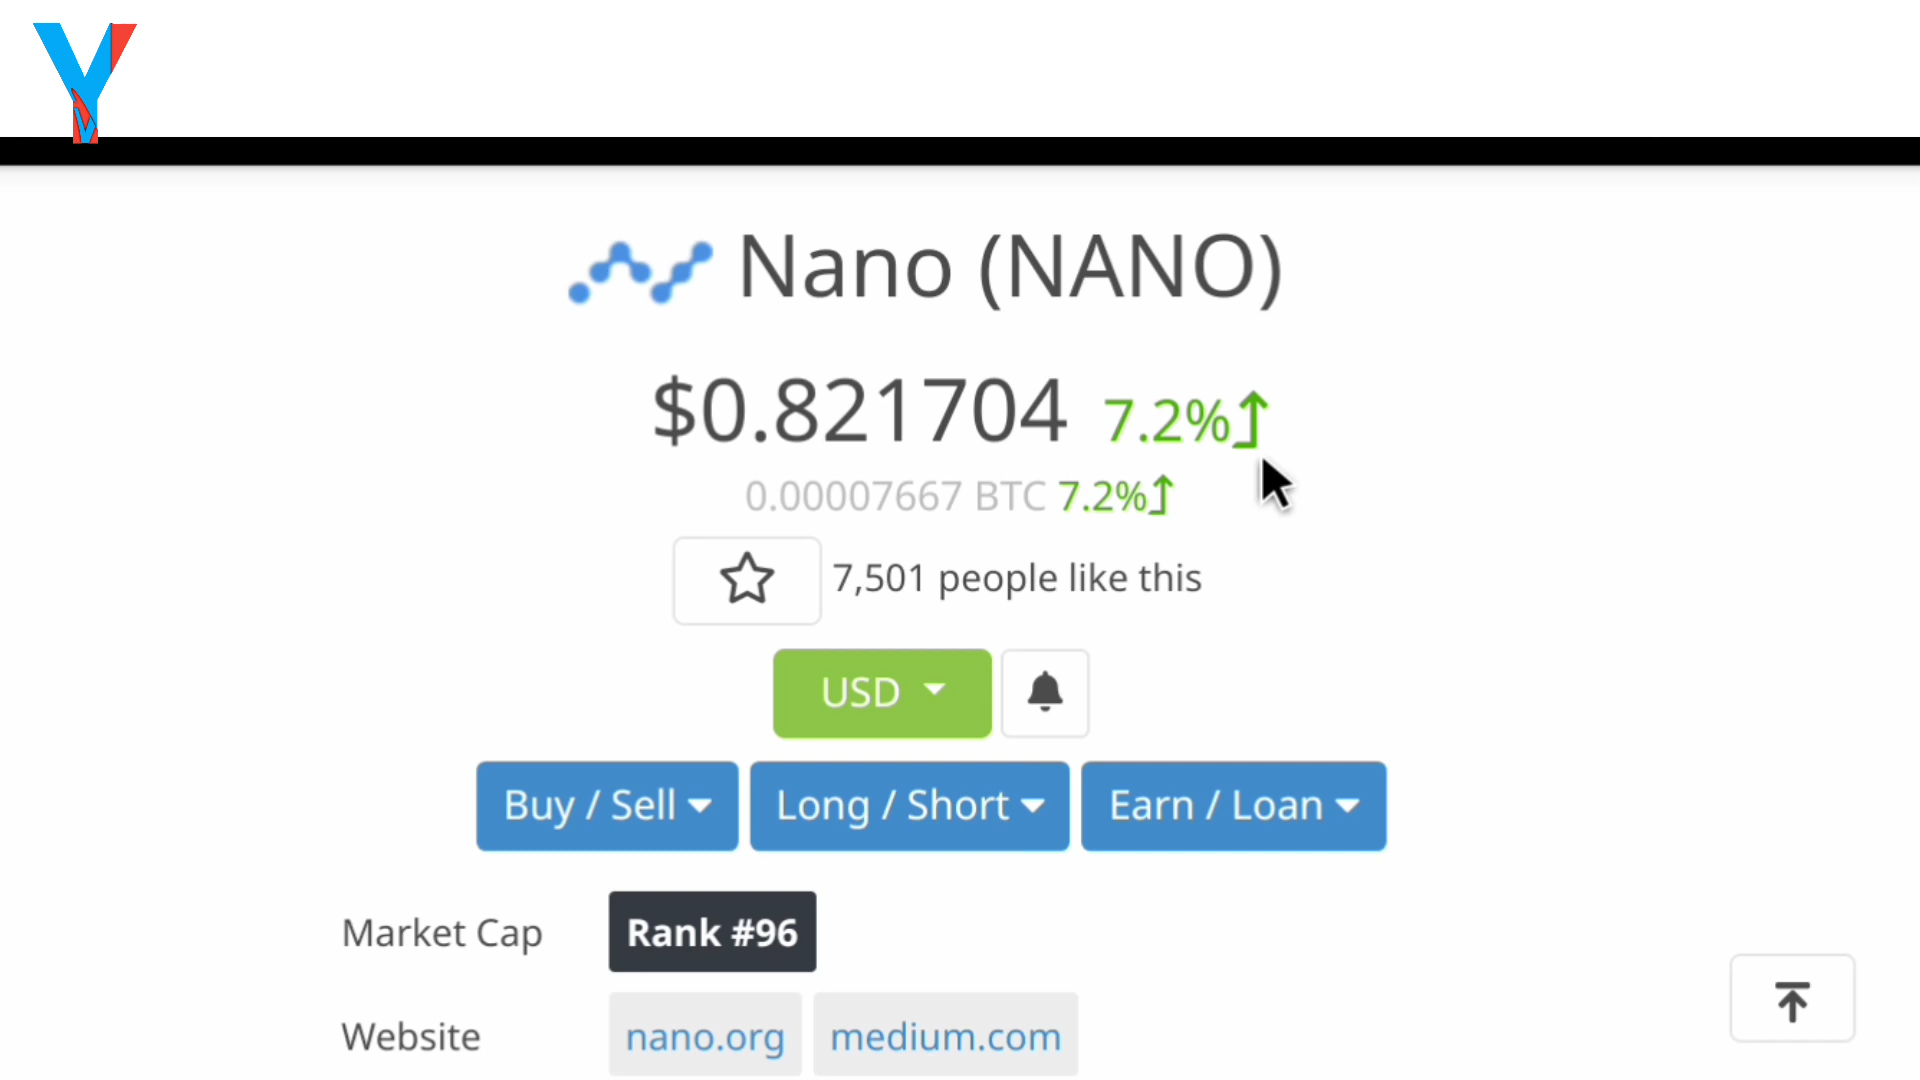 Y
Nano (NANO)
$0.821704 7.2%
0.00007667 BTC 7.2%
7,501 people like this
USD
Buy / Sell Long / Short Earn / Loan
Market Cap Rank #96
Website nano.org medium.com